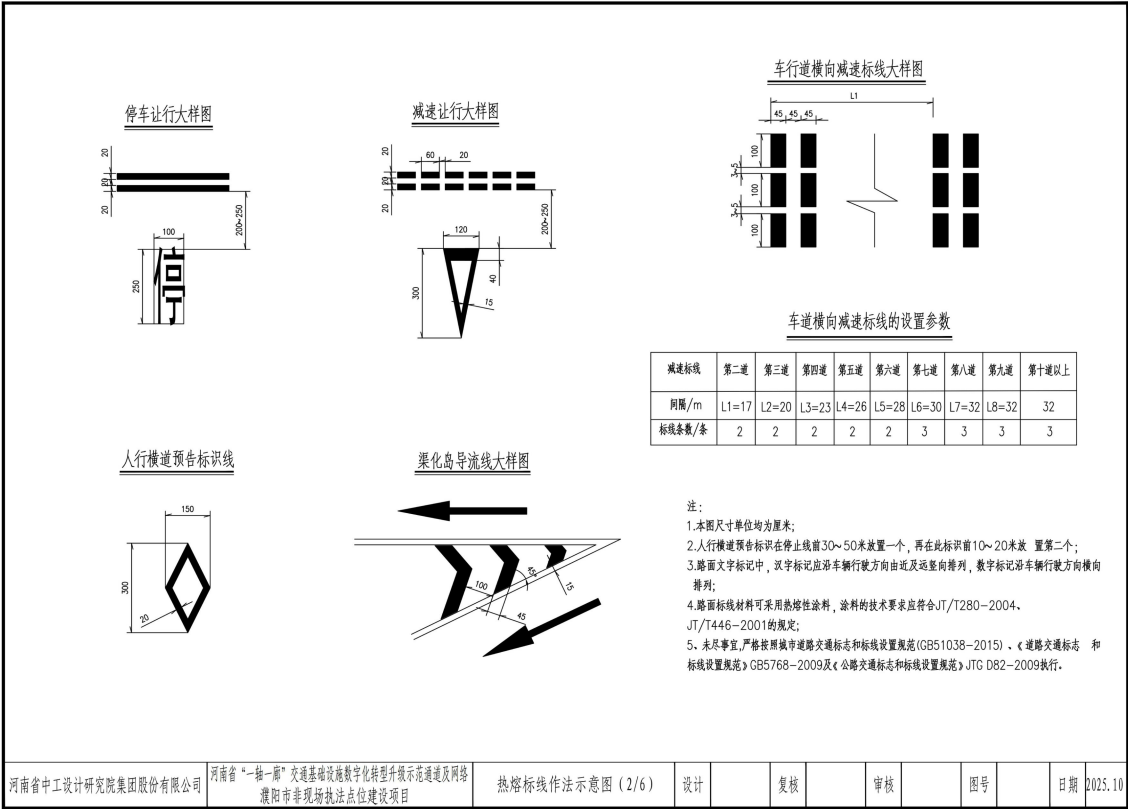 停车让行大样图
20
20
20
200~250
100
250
停
减速让行大样图
60
20
20
20
20
200~250
120
300
40
15
车行道横向减速标线大样图
L1
45 45 45
100
3~5
100
3~5
100
车道横向减速标线的设置参数
减速标线 第二道 第三道 第四道 第五道 第六道 第七道 第八道 第九道 第十道以上
间隔/m L1=17 L2=20 L3=23 L4=26 L5=28 L6=30 L7=32 L8=32 32
标线条数/条 2 2 2 2 2 3 3 3 3
人行横道预告标识线
150
300
20
渠化岛导流线大样图
100
45°
15
45
注:
1.本图尺寸单位均为厘米;
2.人行横道预告标识在停止线前30~50米放置一个,再在此标识前10~20米放 置第二个;
3.路面文字标记中,汉字标记应沿车辆行驶方向由近及远竖向排列,数字标记沿车辆行驶方向横向
排列;
4.路面标线材料可采用热熔性涂料,涂料的技术要求应符合JT/T280-2004、
JT/T446-2001的规定;
5、未尽事宜,严格按照城市道路交通标志和标线设置规范(GB51038-2015)、《道路交通标志 和
标线设置规范》GB5768-2009及《公路交通标志和标线设置规范》JTG D82-2009执行。
河南省中工设计研究院集团股份有限公司
河南省“一轴一廊”交通基础设施数字化转型升级示范通道及网络
濮阳市非现场执法点位建设项目
热熔标线作法示意图(2/6)
设计 复核 审核 图号 日期 2025.10